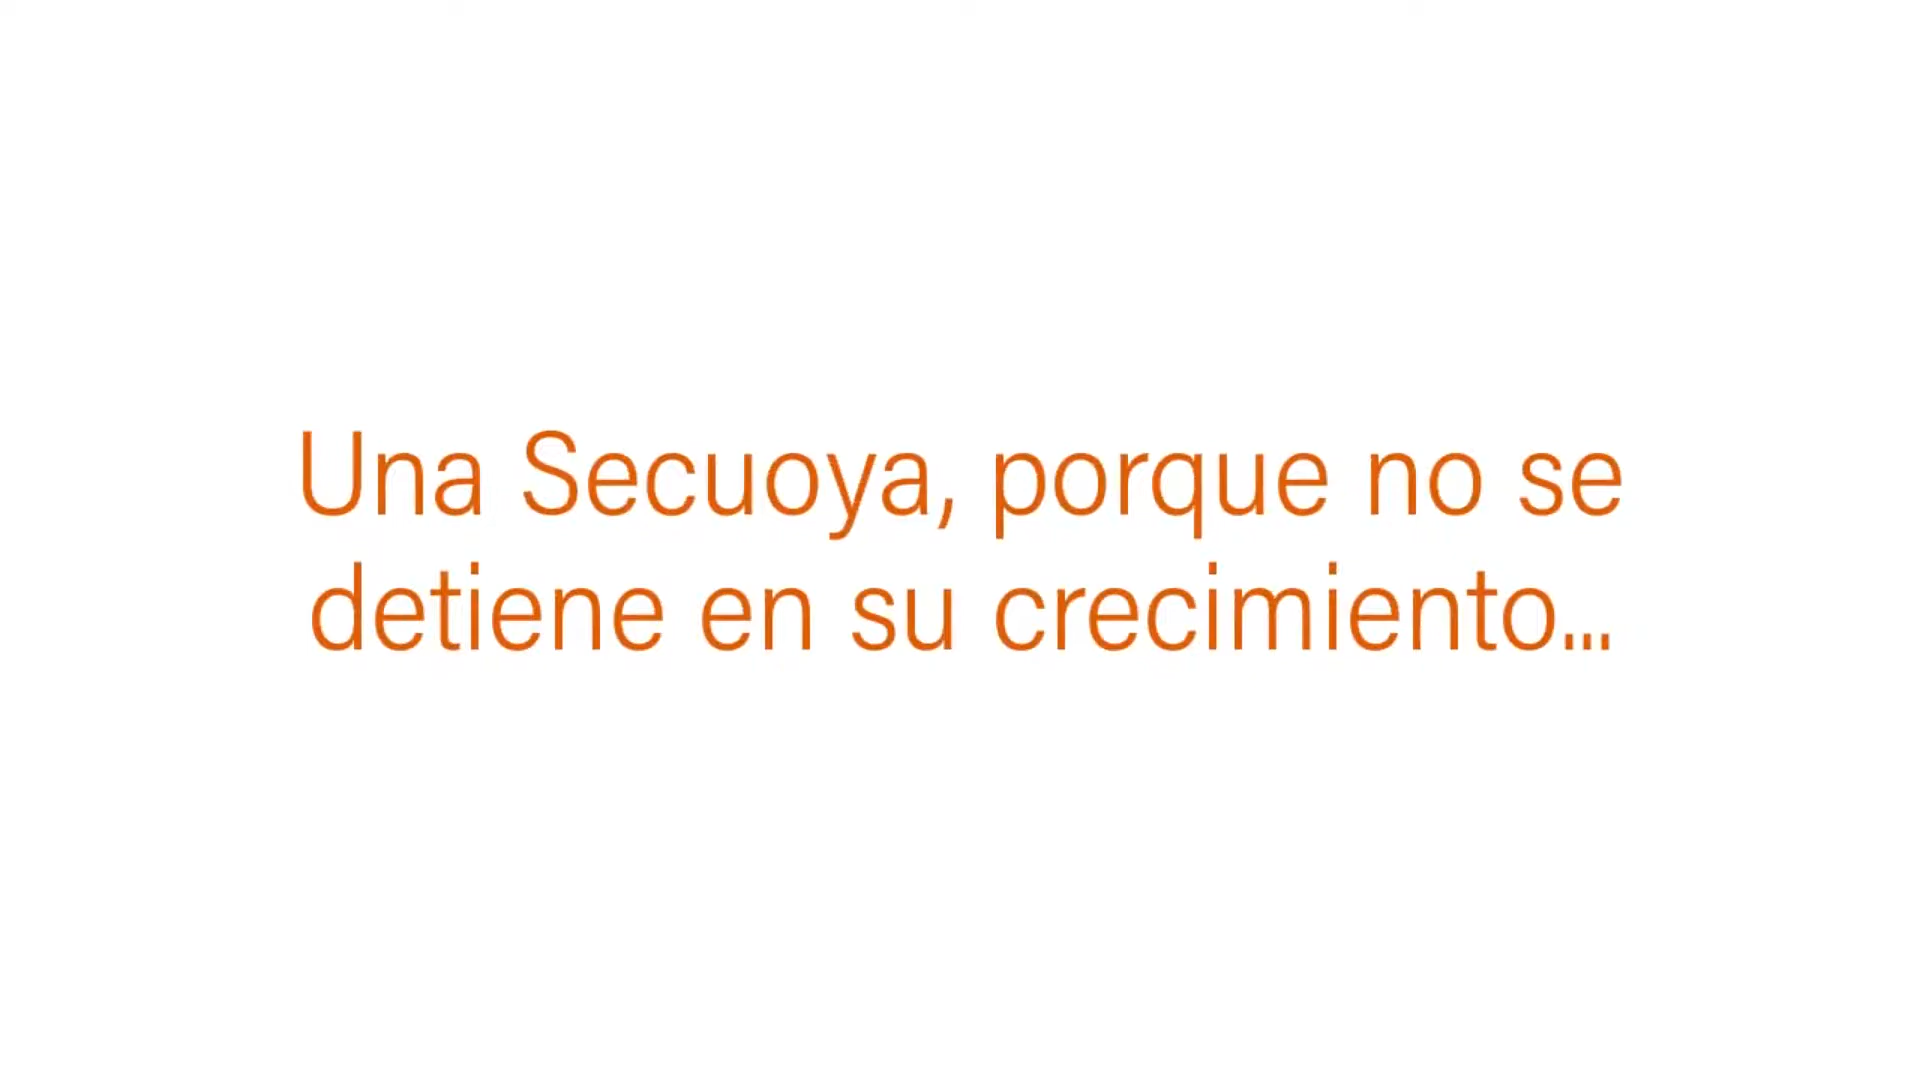 Una Secuoya, porque no se
detiene en su crecimiento...